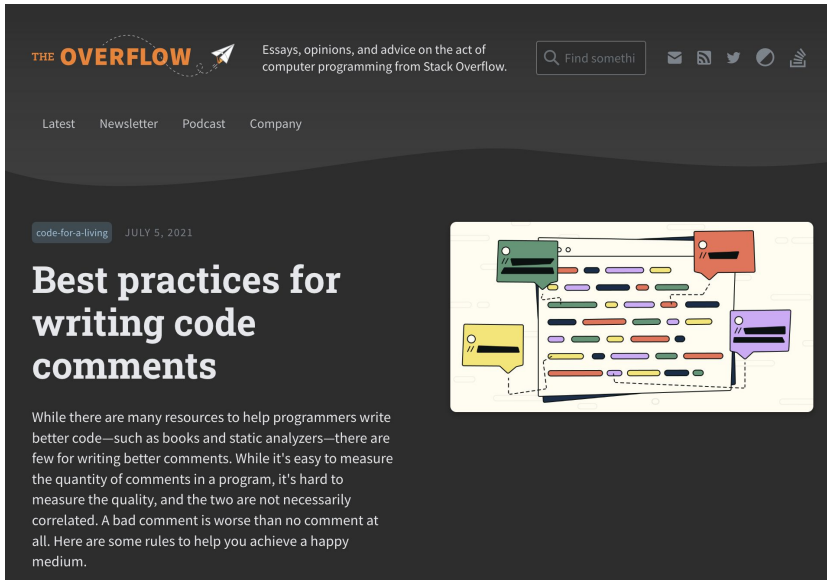 THE OVERFLOW
Essays, opinions, and advice on the act of
computer programming from Stack Overflow.
Find somethi
Latest Newsletter Podcast Company
code-for-a-living JULY 5, 2021
Best practices for
writing code
comments
While there are many resources to help programmers write
better code—such as books and static analyzers—there are
few for writing better comments. While it's easy to measure
the quantity of comments in a program, it's hard to
measure the quality, and the two are not necessarily
correlated. A bad comment is worse than no comment at
all. Here are some rules to help you achieve a happy
medium.
//
//
//
//